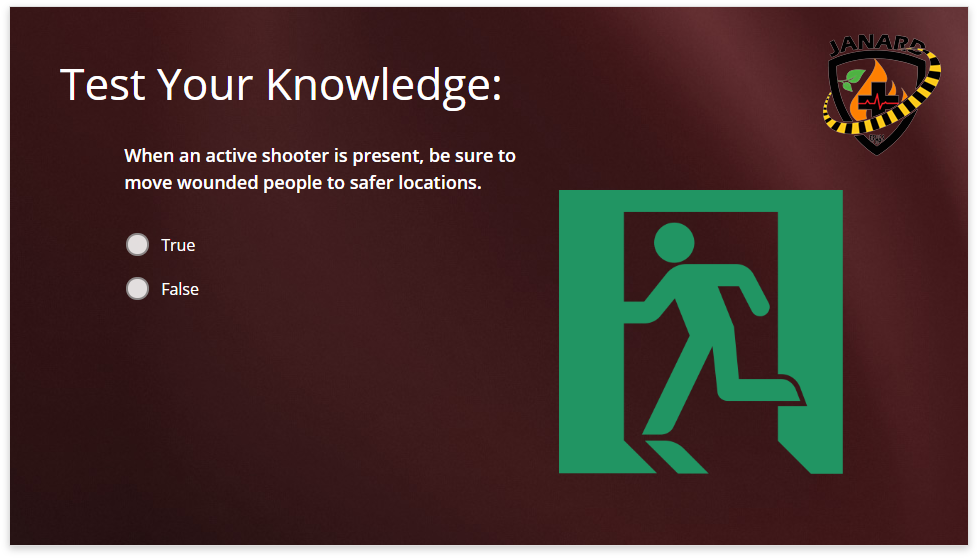 JANARD
Test Your Knowledge:
When an active shooter is present, be sure to
move wounded people to safer locations.
True
False